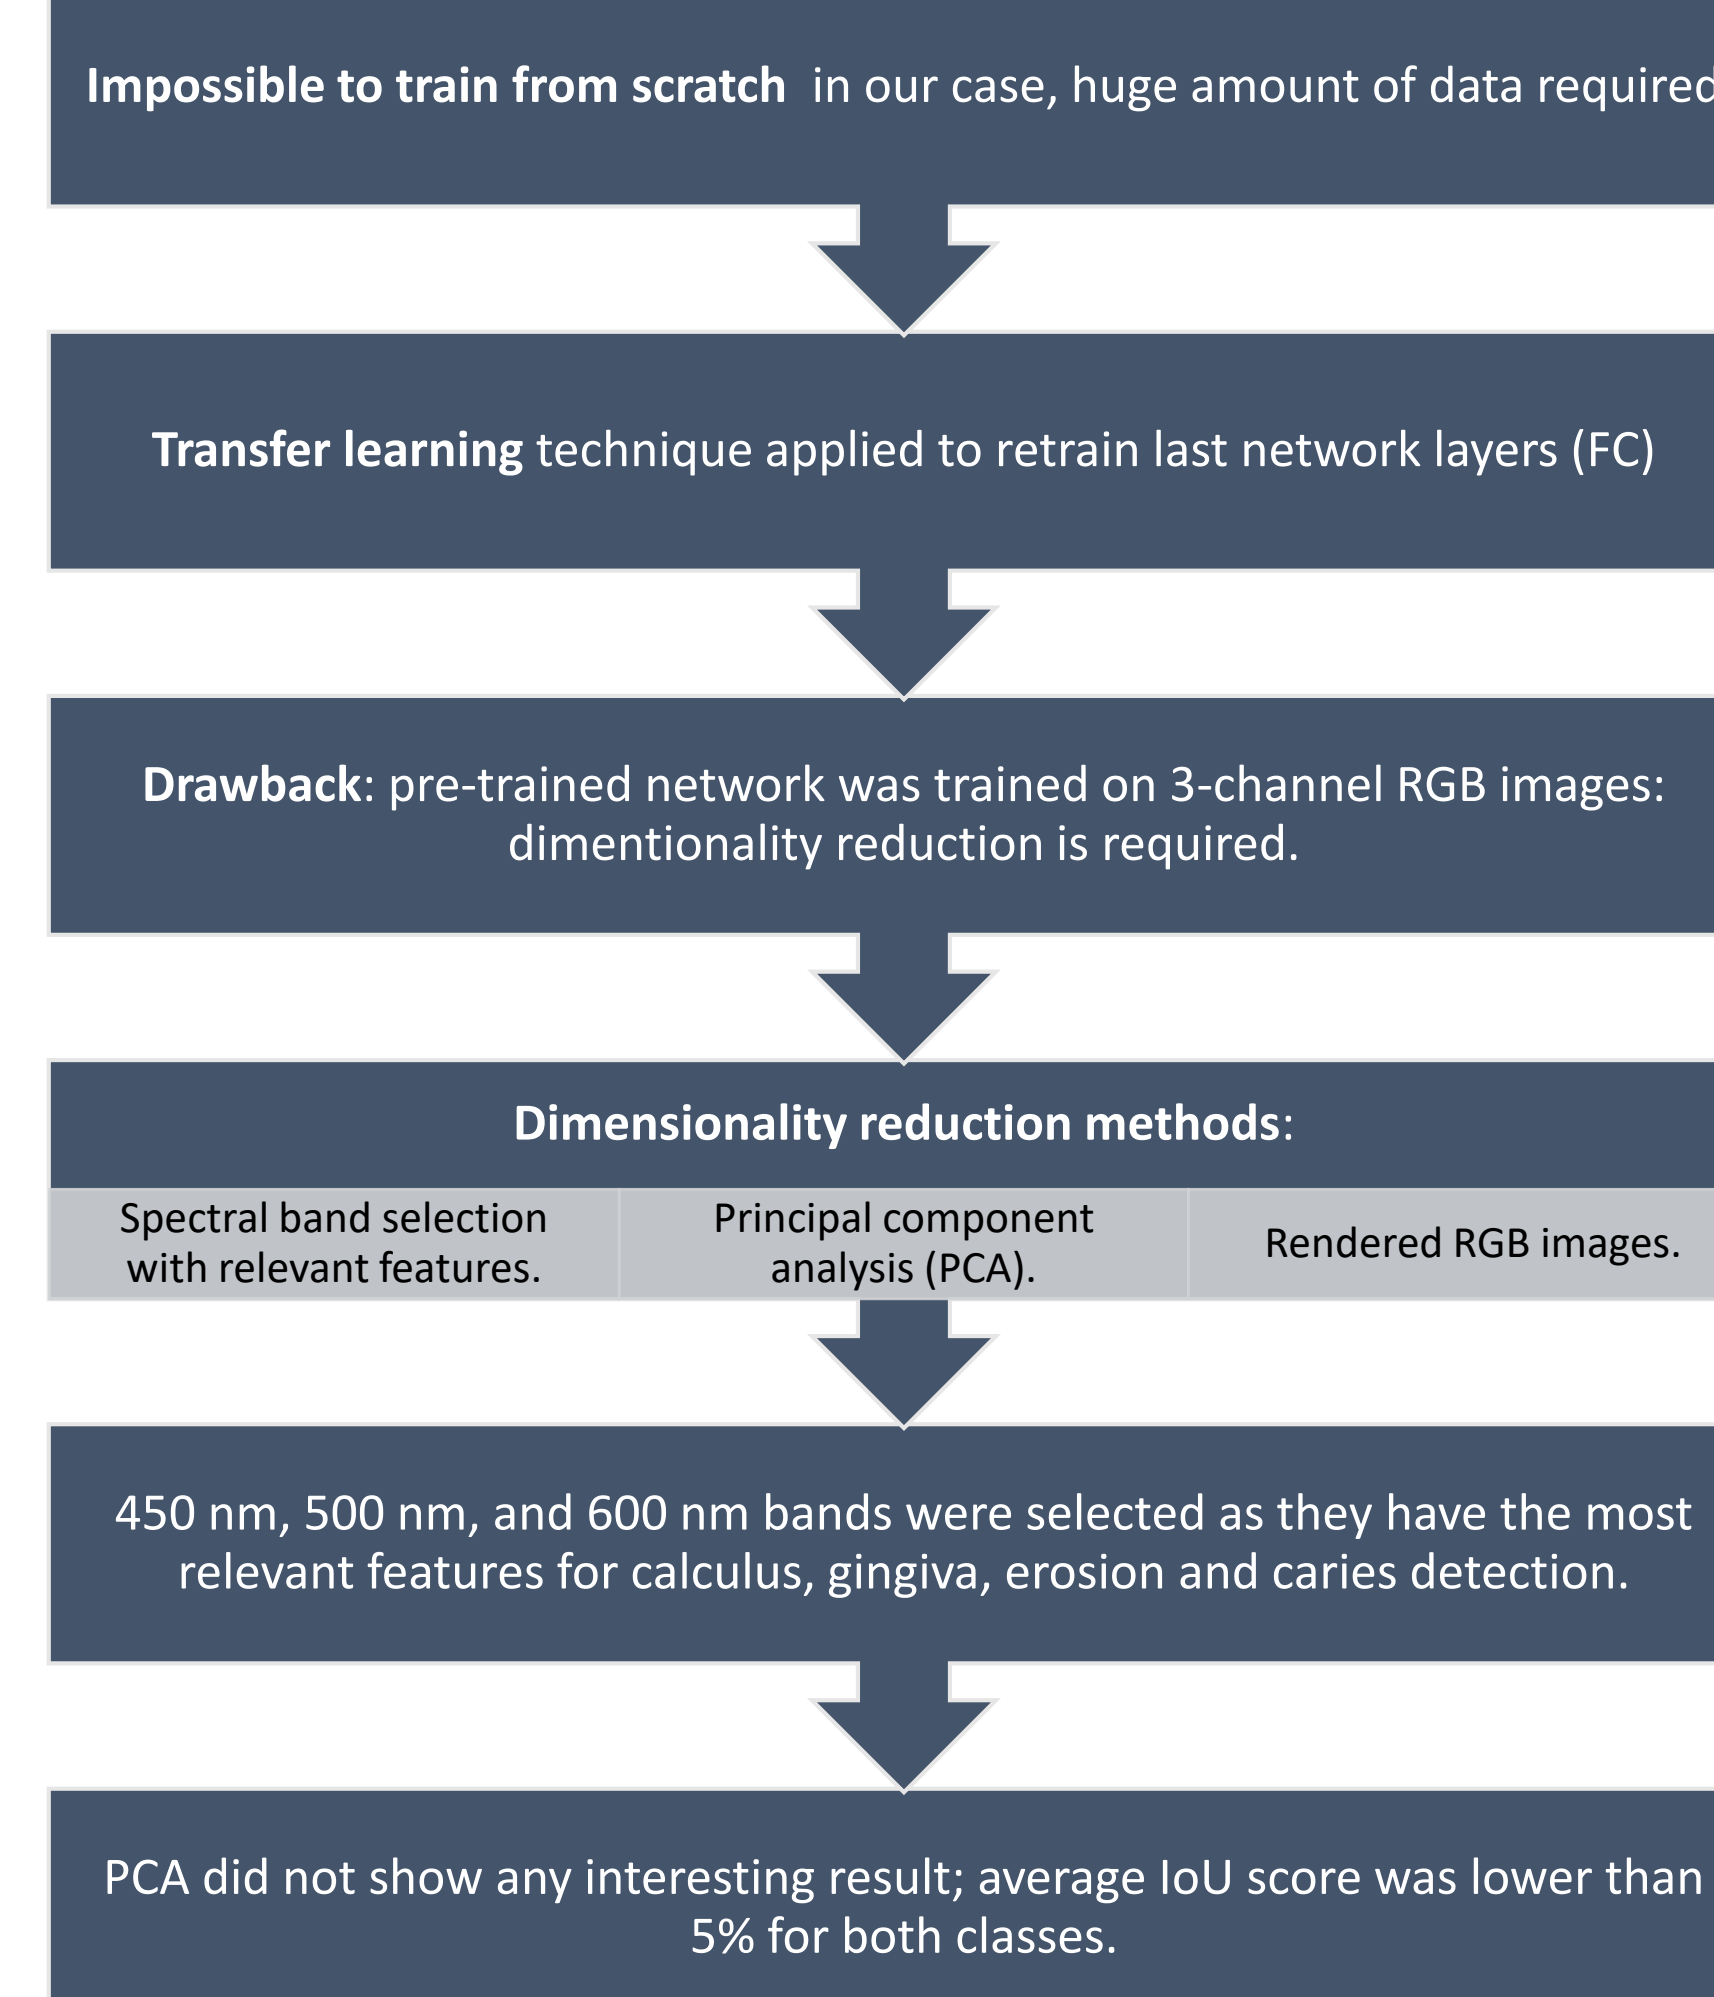 Impossible to train from scratch in our case, huge amount of data required
Transfer learning technique applied to retrain last network layers (FC)
Drawback: pre-trained network was trained on 3-channel RGB images:
dimentionality reduction is required.
Dimensionality reduction methods:
Spectral band selection
with relevant features.
Principal component
analysis (PCA).
Rendered RGB images.
450 nm, 500 nm, and 600 nm bands were selected as they have the most
relevant features for calculus, gingiva, erosion and caries detection.
PCA did not show any interesting result; average IoU score was lower than
5% for both classes.